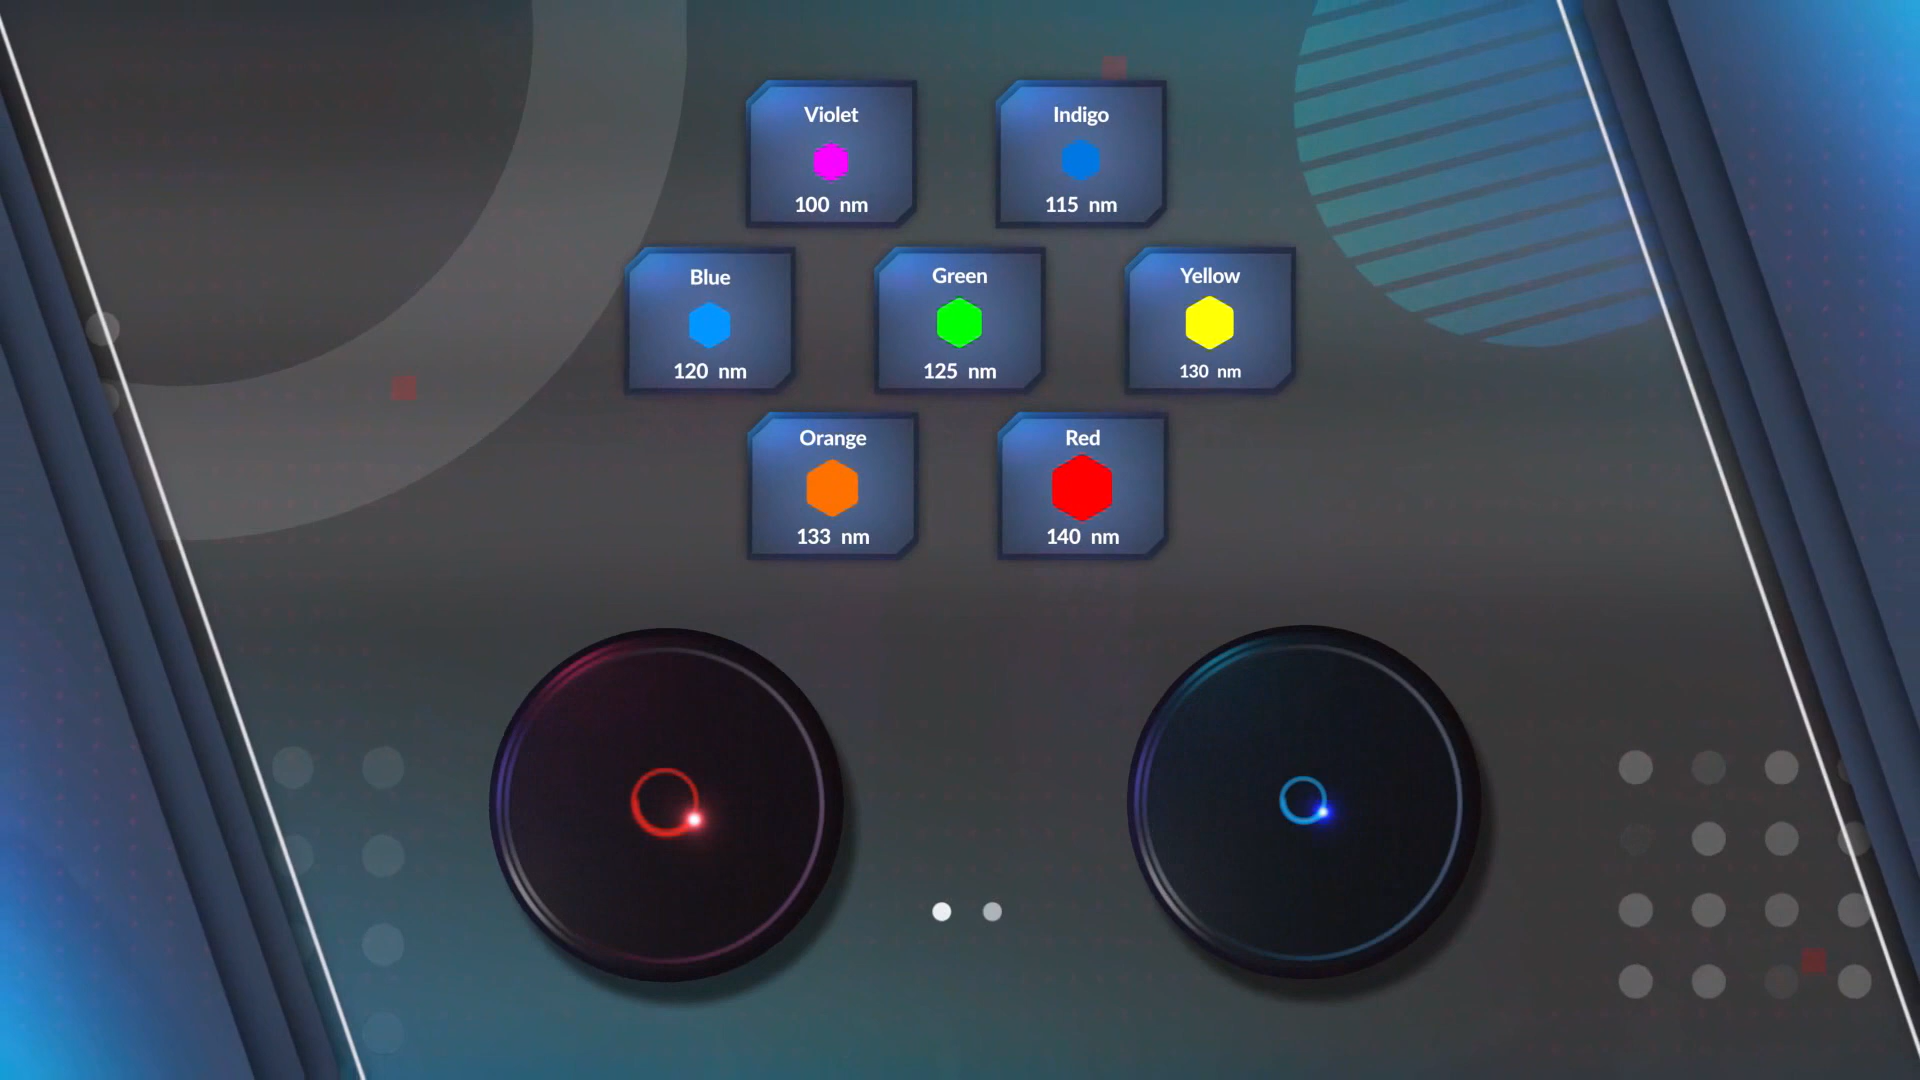 Violet
100 nm
Indigo
115 nm
Blue
120 nm
Green
125 nm
Yellow
130 nm
Orange
133 nm
Red
140 nm